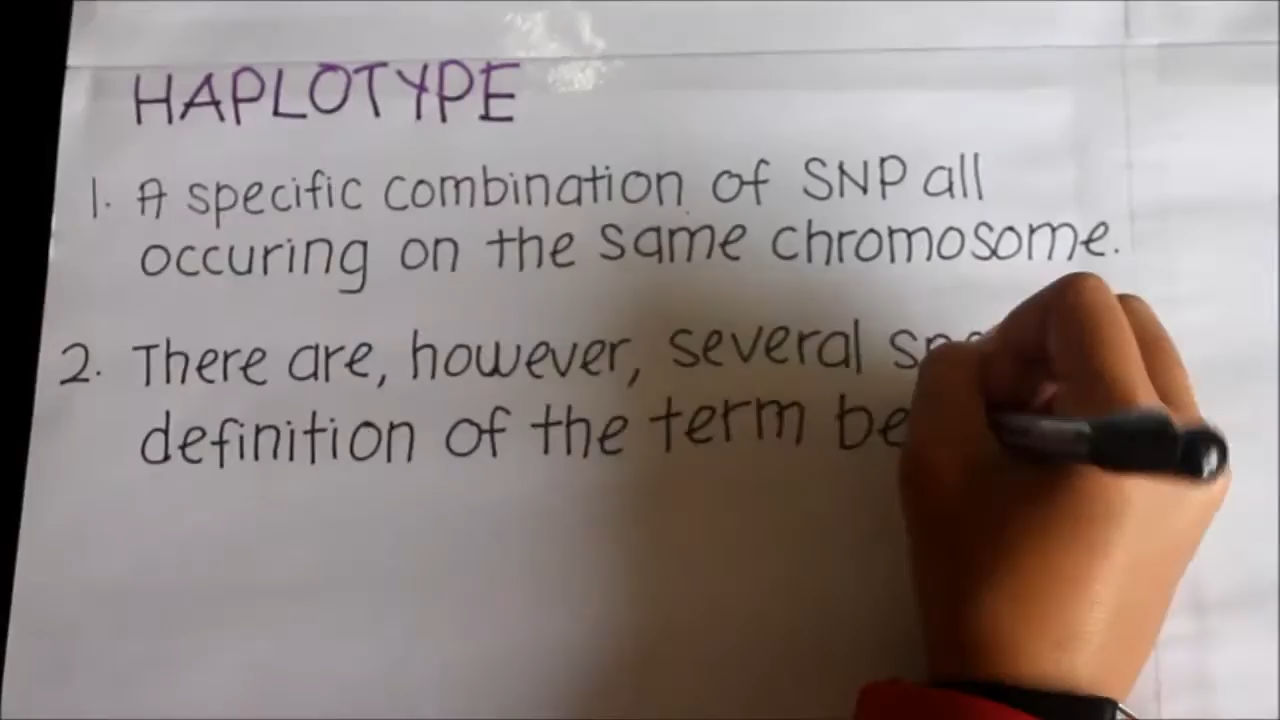 HAPLOTYPE
1. A specific combination of SNP all
occuring on the same chromosome.
2. There are, however, several
definition of the term